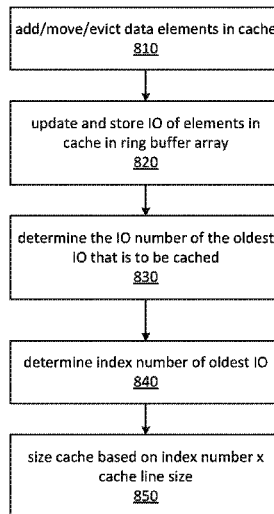 add/move/evict data elements in cache
810
update and store IO of elements in
cache in ring buffer array
820
determine the IO number of the oldest
IO that is to be cached
830
determine index number of oldest IO
840
size cache based on index number x
cache line size
850